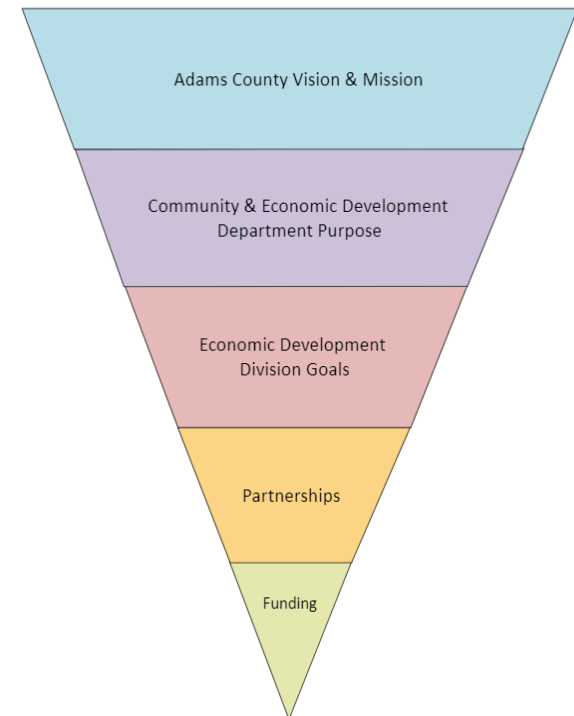 Adams County Vision & Mission
Community & Economic Development
Department Purpose
Economic Development
Division Goals
Partnerships
Funding